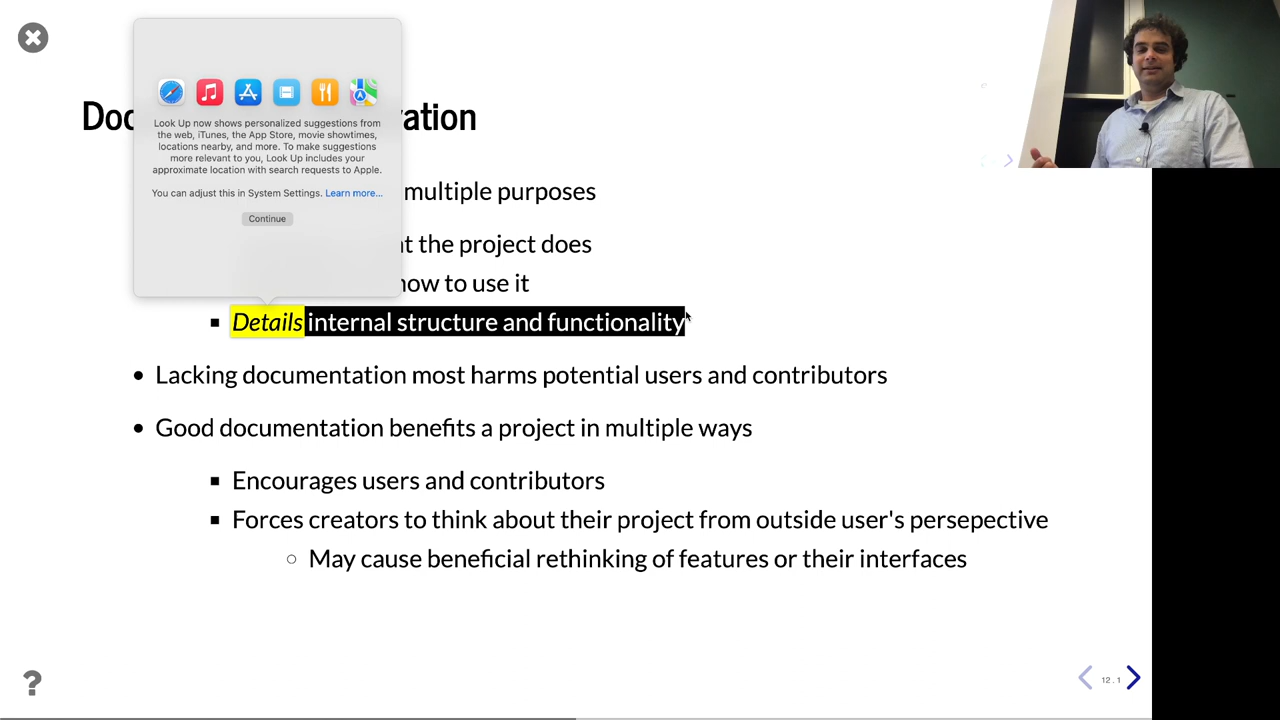 Look Up now shows personalized suggestions from
the web, iTunes, the App Store, movie showtimes,
locations nearby, and more. To make suggestions
more relevant to you, Look Up includes your
approximate location with search requests to Apple.
You can adjust this in System Settings. Learn more...
Continue
multiple purposes
the project does
how to use it
Details internal structure and functionality
Lacking documentation most harms potential users and contributors
Good documentation benefits a project in multiple ways
Encourages users and contributors
Forces creators to think about their project from outside user's persepective
May cause beneficial rethinking of features or their interfaces
?
12.1